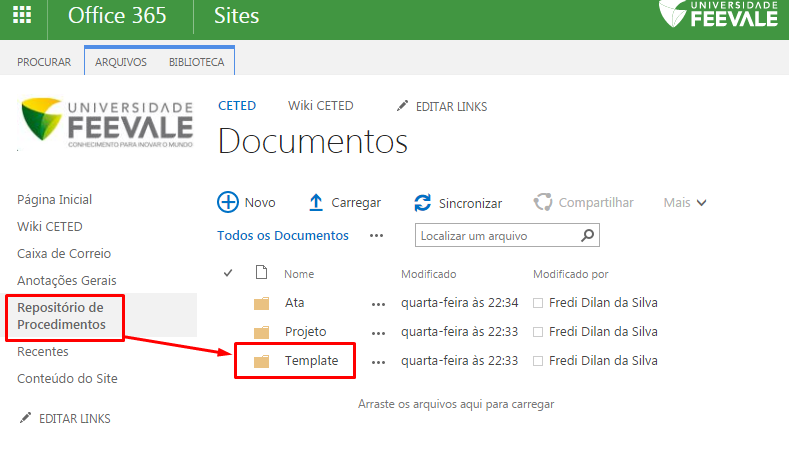 Office 365
Sites
UNIVERSIDADE
FEEVALE
PROCURAR
ARQUIVOS
BIBLIOTECA
UNIVERSIDADE
FEEVALE
CONHECIMENTO PARA INOVAR O MUNDO
CETED
Wiki CETED
EDITAR LINKS
Documentos
Página Inicial
Wiki CETED
Caixa de Correio
Anotações Gerais
Repositório de
Procedimentos
Recentes
Conteúdo do Site
EDITAR LINKS
Novo
Carregar
Sincronizar
Compartilhar
Mais
Todos os Documentos ...
Localizar um arquivo
Nome Modificado Modificado por
Ata ... quarta-feira às 22:34 Fredi Dilan da Silva
Projeto ... quarta-feira às 22:33 Fredi Dilan da Silva
Template ... quarta-feira às 22:33 Fredi Dilan da Silva
Arraste os arquivos aqui para carregar